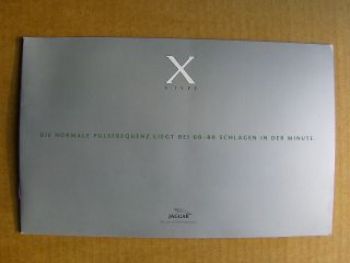 X
X-TYPE
DIE NORMALE PULSFREQUENZ LIEGT BEI 60-80 SCHLÄGEN IN DER MINUTE.
JAGUAR